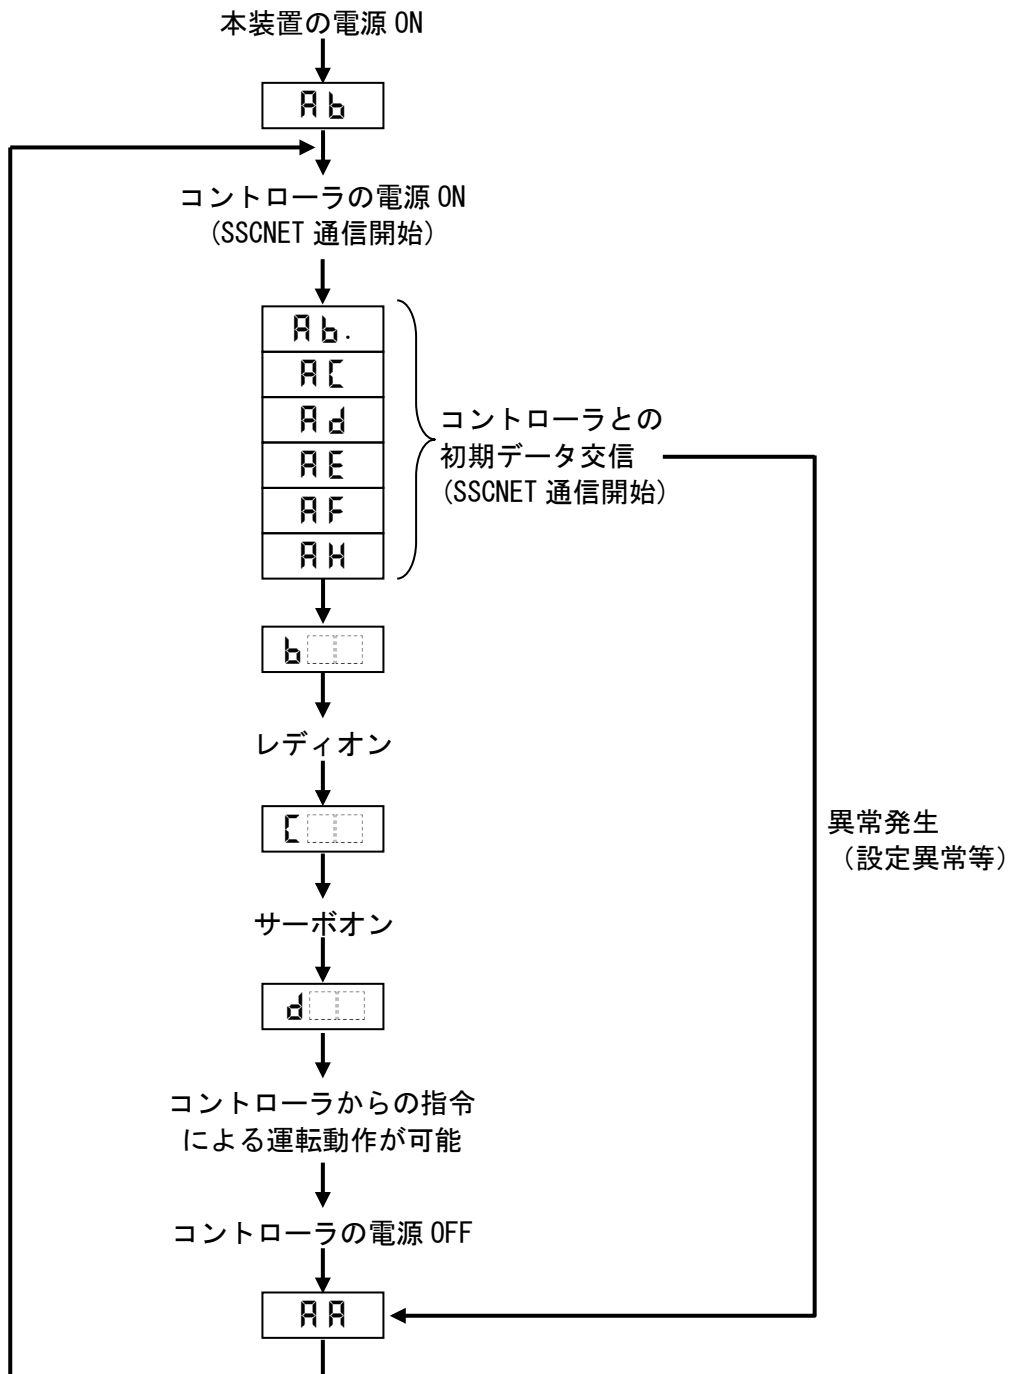 本装置の電源 ON
Ab
コントローラの電源 ON
(SSCNET 通信開始)
Ab.
AC
Ad
AE
AF
AH
コントローラとの
初期データ交信
(SSCNET 通信開始)
b
レディオン
C
異常発生
(設定異常等)
サーボオン
d
コントローラからの指令
による運転動作が可能
コントローラの電源 OFF
AA